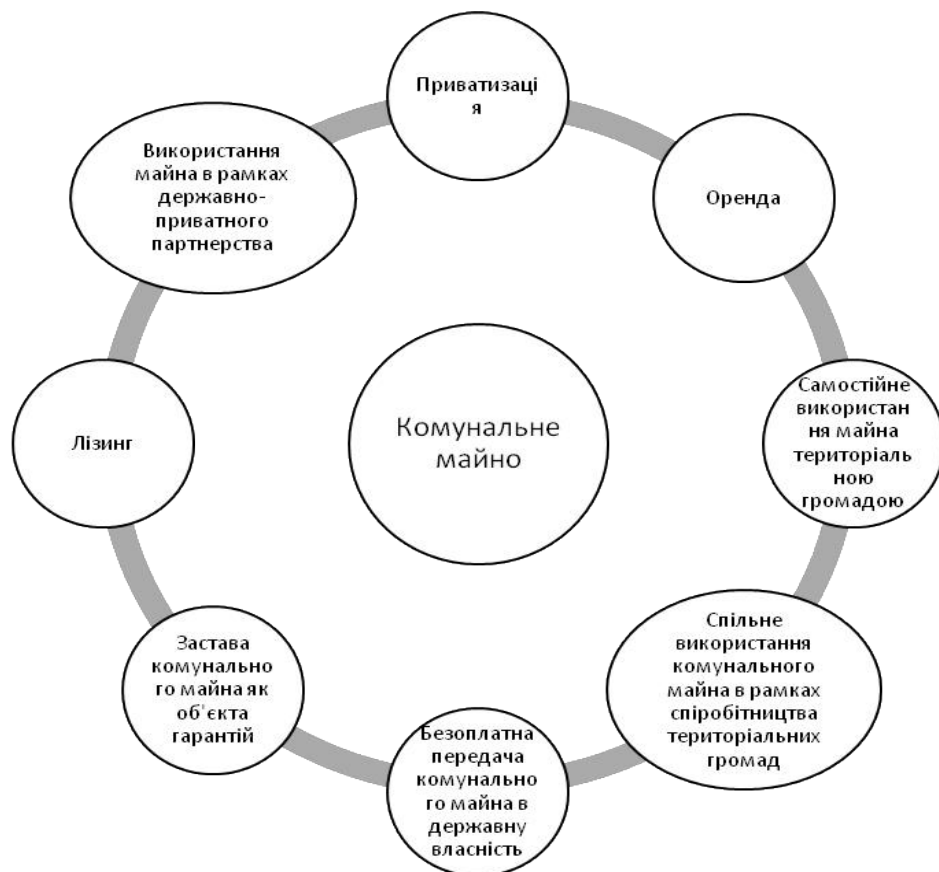 Приватизаці
я
Оренда
Самостійне
використан
ня майна
територіаль
ною
громадою
Спільне
використання
комунального
майна в рамках
спіробітництва
територіальних
громад
Безоплатна
передача
комунально
го майна в
державну
власність
Застава
комунально
го майна як
об'єкта
гарантій
Лізинг
Використання
майна в рамках
державно-
приватного
партнерства
Комунальне
майно